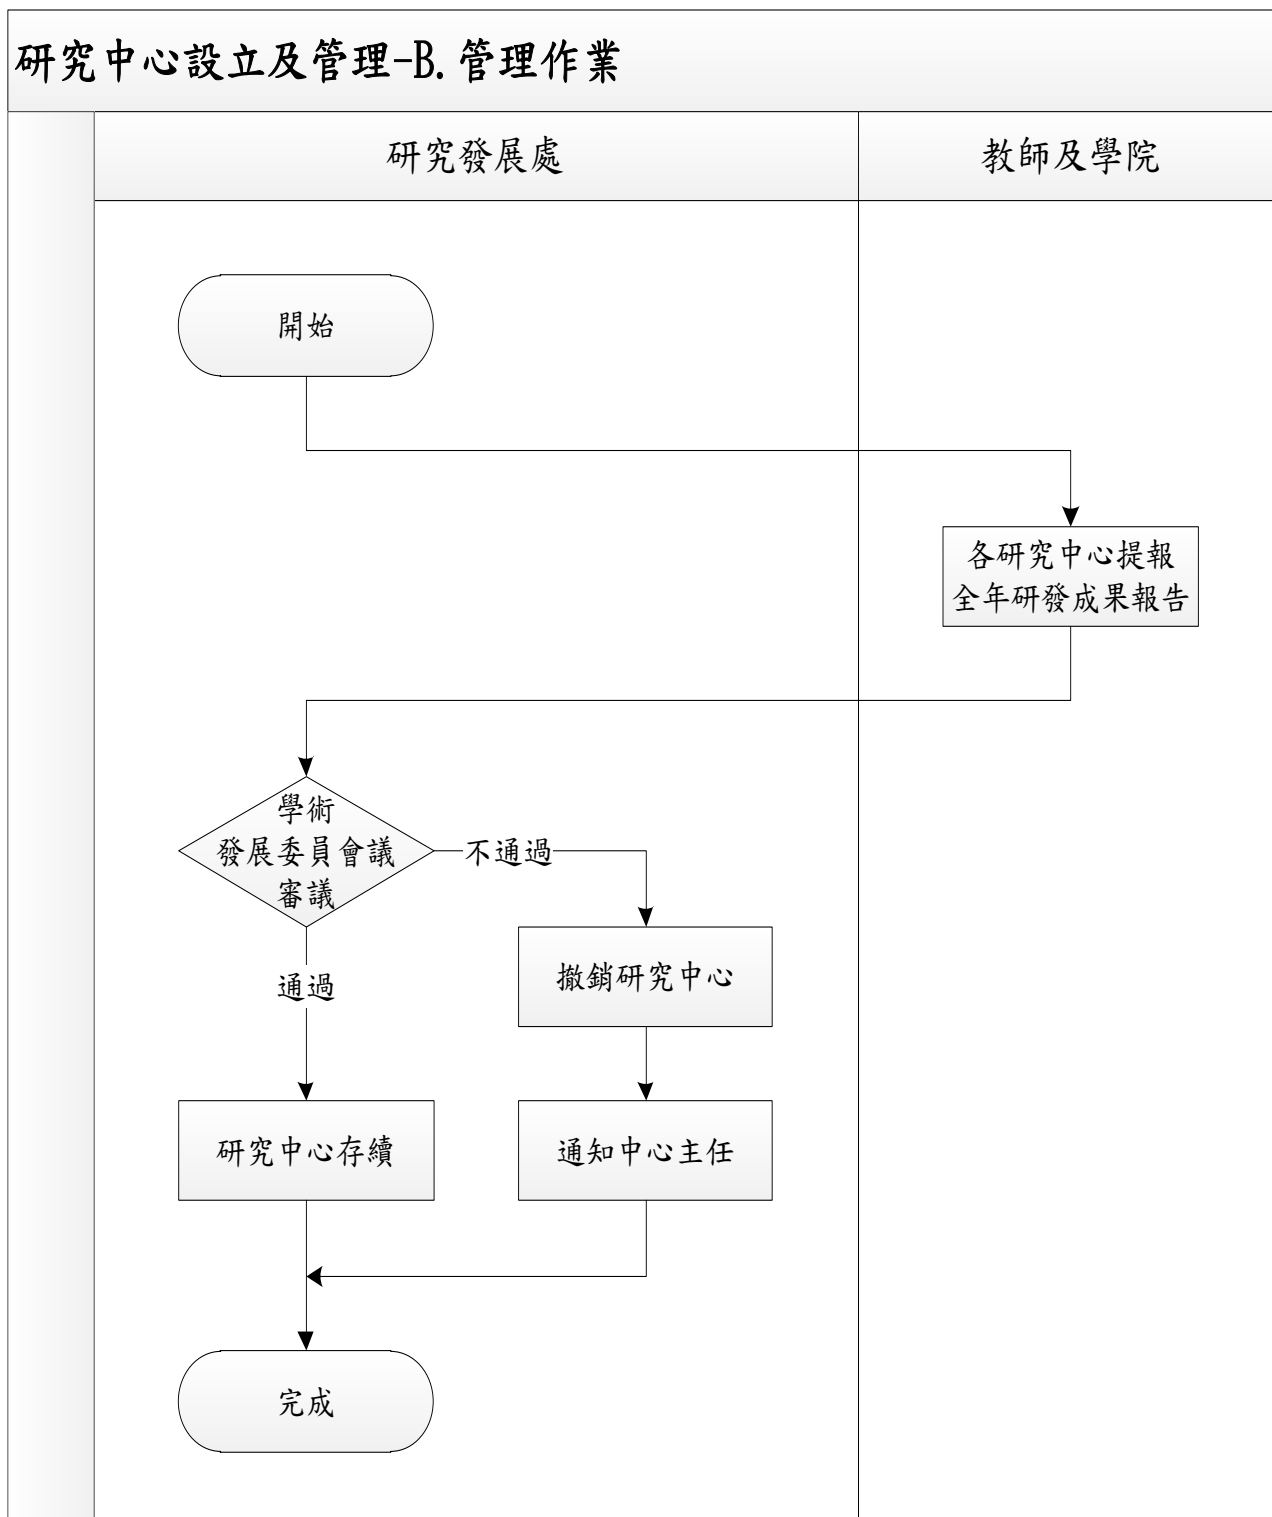 研究中心設立及管理-B.管理作業
研究發展處
教師及學院
開始
各研究中心提報
全年研發成果報告
學術
發展委員會議
審議
不通過
撤銷研究中心
通過
研究中心存續
通知中心主任
完成